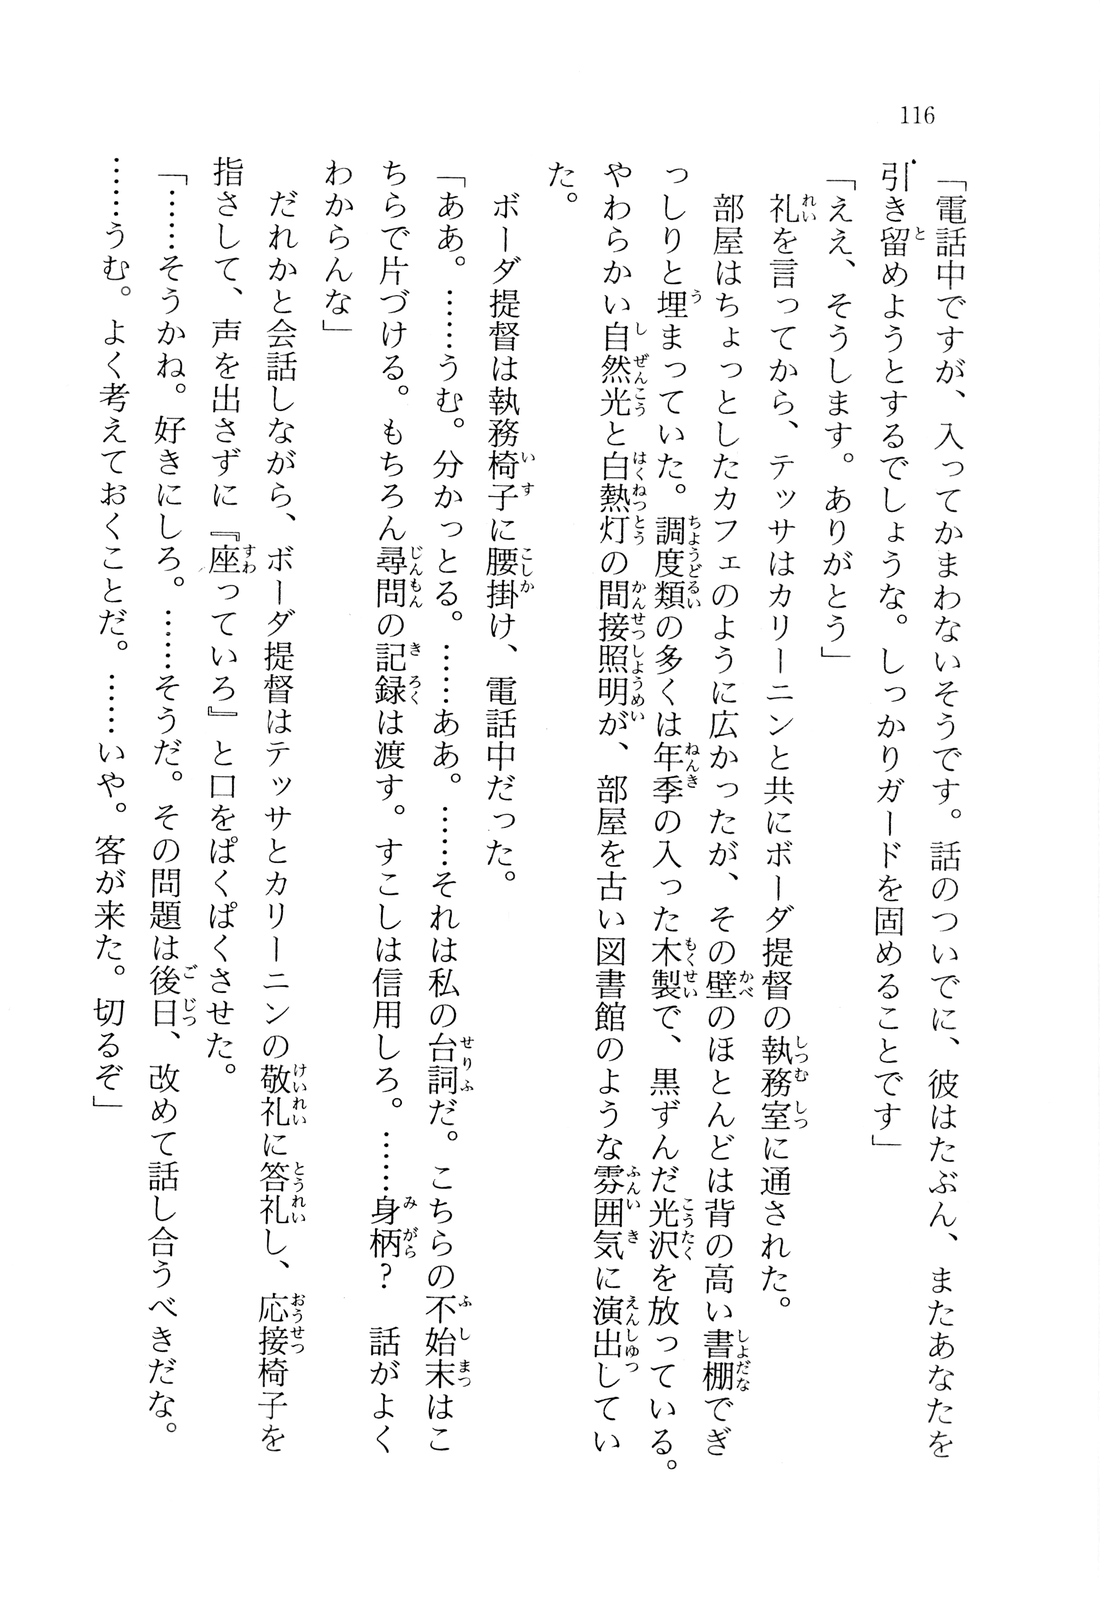 116
「電話中ですが、入ってかまわないそうです。話のついでに、彼はたぶん、またあなたを
引き留めようとするでしょうな。しっかりガードを固めることです」
「ええ、そうします。ありがとう」
礼を言ってから、テッサはカリーニンと共にボーダ提督の執務室に通された。
部屋はちょっとしたカフェのように広かったが、その壁のほとんどは背の高い書棚でぎ
っしりと埋まっていた。調度類の多くは年季の入った木製で、黒ずんだ光沢を放っている。
やわらかい自然光と白熱灯の間接照明が、部屋を古い図書館のような雰囲気に演出してい
た。
ボーダ提督は執務椅子に腰掛け、電話中だった。
「ああ。……うむ。分かっとる。……ああ。……それは私の台詞だ。こちらの不始末はこ
ちらで片づける。もちろん尋問の記録は渡す。すこしは信用しろ。……身柄？　話がよく
わからんな」
だれかと会話しながら、ボーダ提督はテッサとカリーニンの敬礼に答礼し、応接椅子を
指さして、声を出さずに『座っていろ』と口をぱくぱくさせた。
「……そうかね。好きにしろ。……そうだ。その問題は後日、改めて話し合うべきだな。
……うむ。よく考えておくことだ。……いや。客が来た。切るぞ」